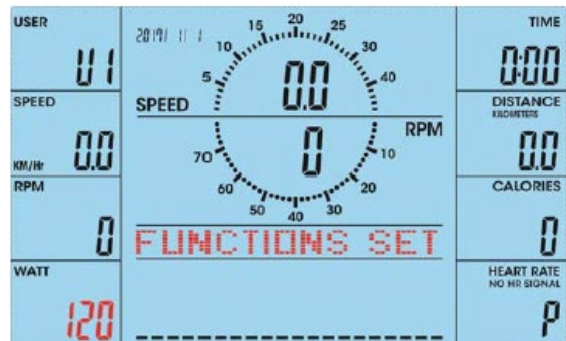 USER
U1
SPEED
KM/Hr 0.0
RPM
0
WATT
120
2019/ 1/ 1
5 10 15 20 25 30 40
SPEED 0.0
RPM
0
70 60 50 40 30 20 10
FUNCTIONS SET
TIME
0:00
DISTANCE
KILOMETERS
0.0
CALORIES
0
HEART RATE
NO HR SIGNAL
P